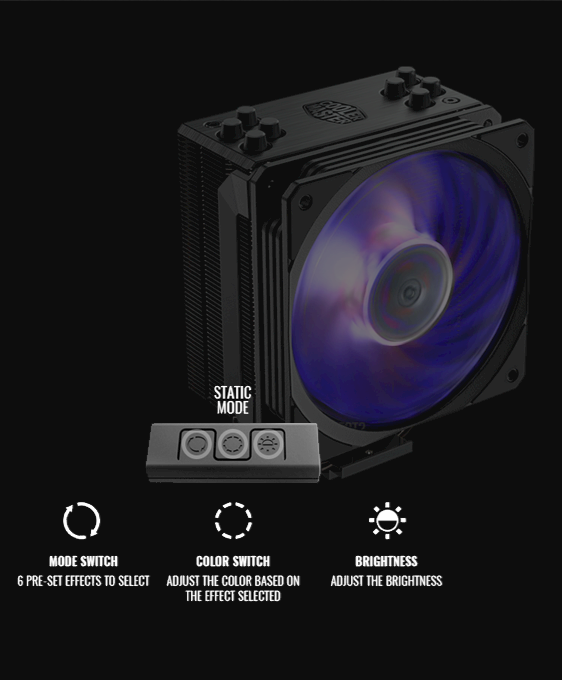 COOLER
MASTER
STATIC
MODE
MODE SWITCH
6 PRE-SET EFFECTS TO SELECT
COLOR SWITCH
ADJUST THE COLOR BASED ON
THE EFFECT SELECTED
BRIGHTNESS
ADJUST THE BRIGHTNESS